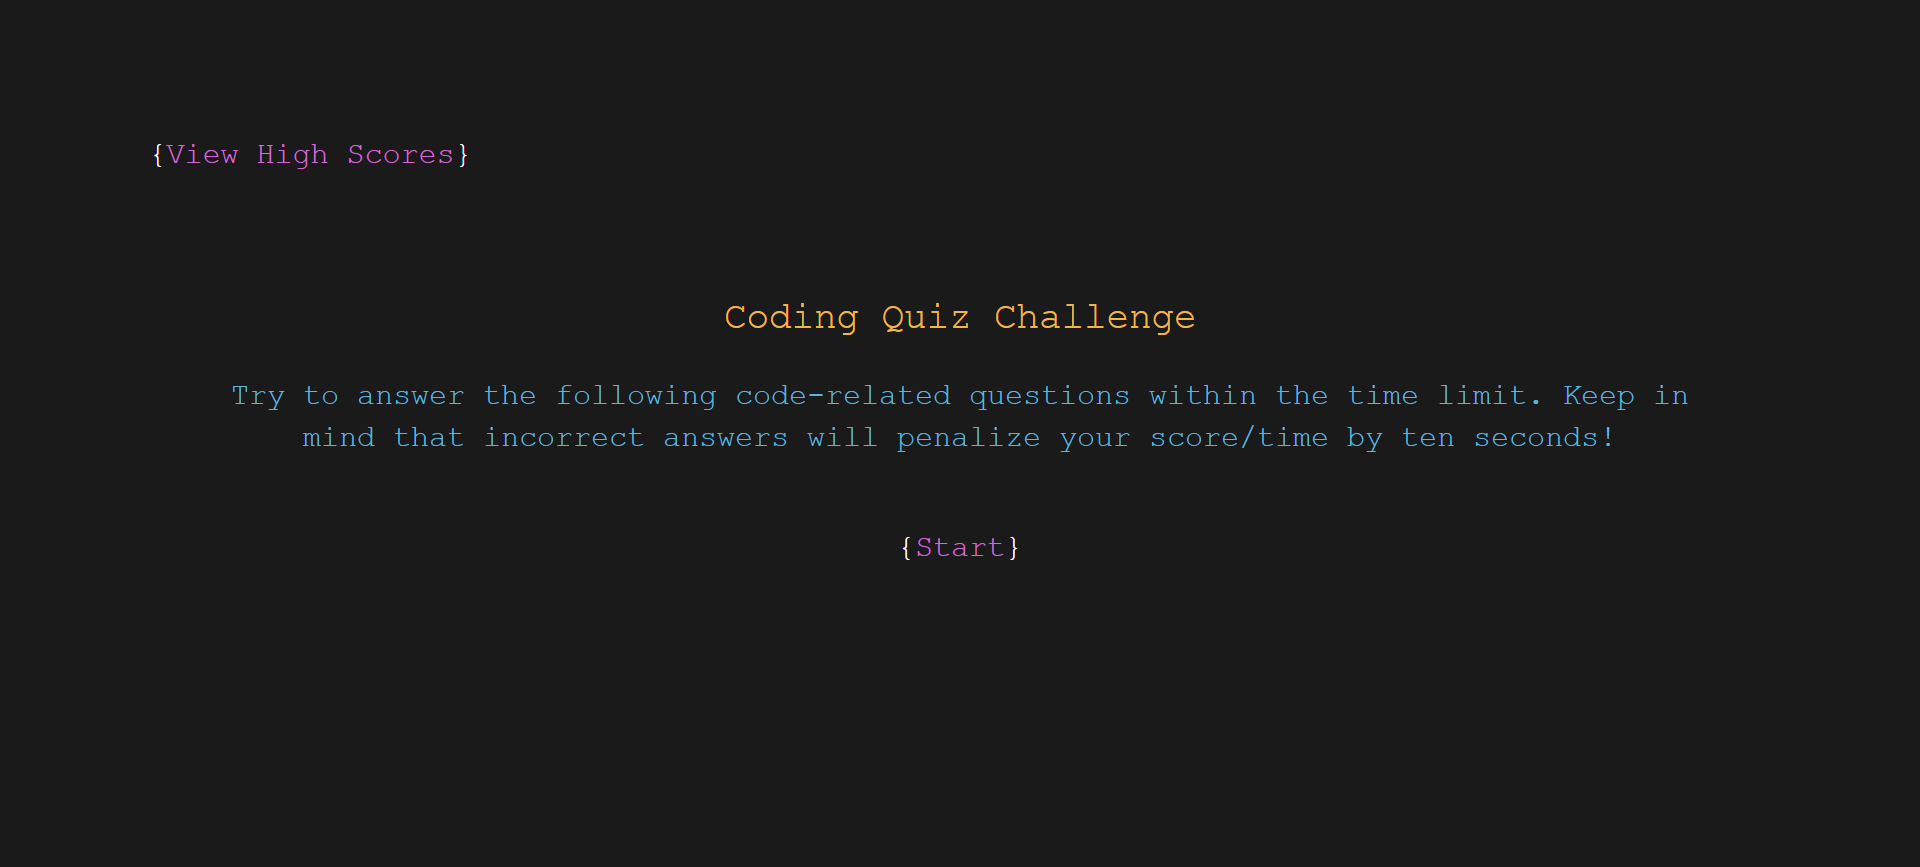 {View High Scores}
Coding Quiz Challenge
Try to answer the following code-related questions within the time limit. Keep in
mind that incorrect answers will penalize your score/time by ten seconds!
{Start}